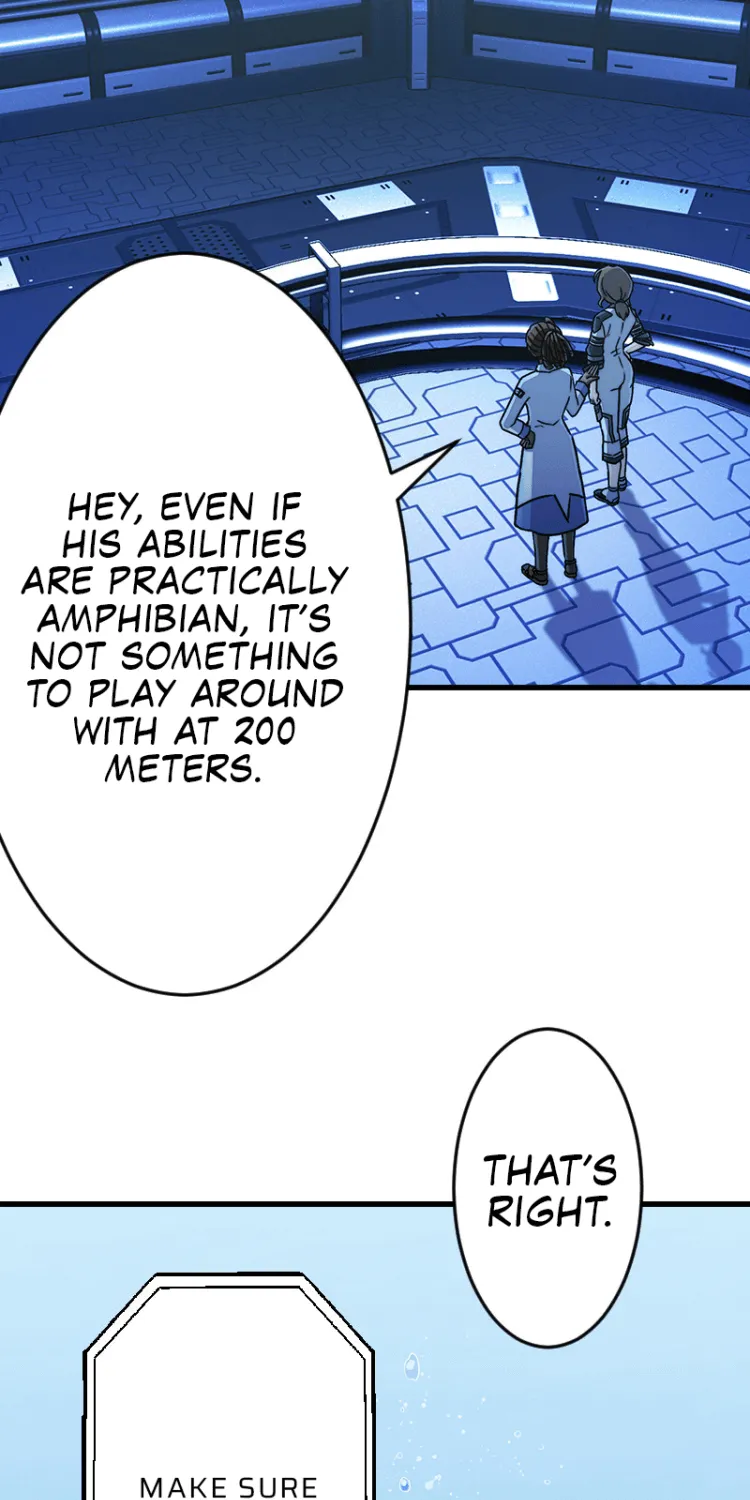 HEY, EVEN IF
HIS ABILITIES
ARE PRACTICALLY
AMPHIBIAN, IT'S
NOT SOMETHING
TO PLAY AROUND
WITH AT 200
METERS.
THAT'S
RIGHT.
MAKE SURE